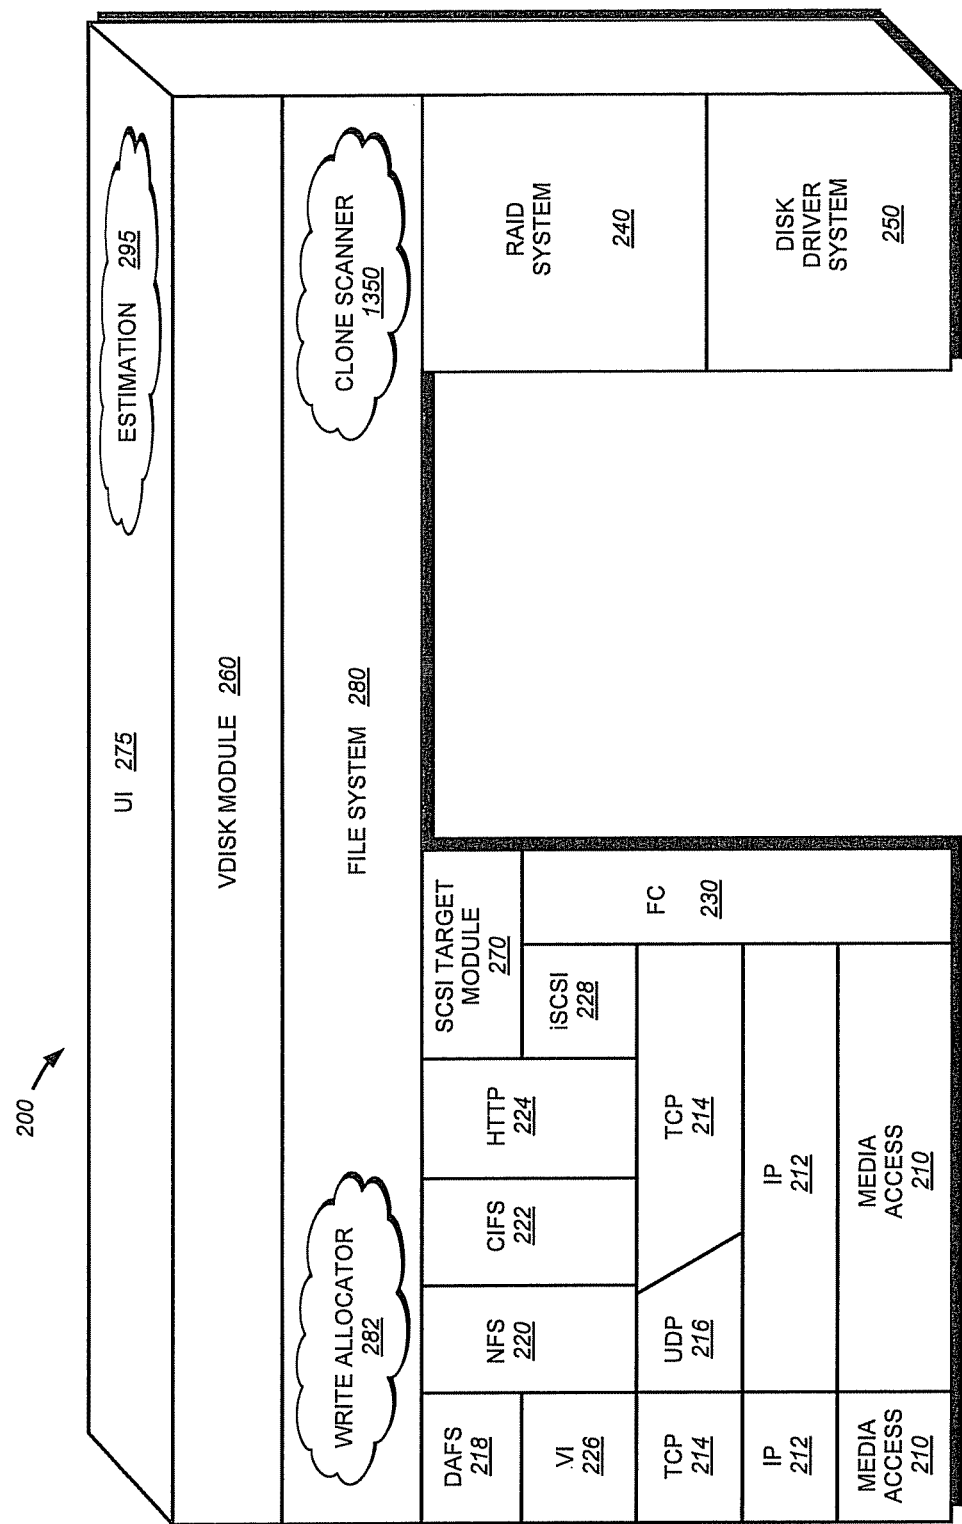 200
UI 275
ESTIMATION 295
VDISK MODULE 260
WRITE ALLOCATOR
282
FILE SYSTEM 280
CLONE SCANNER
1350
DAFS
218
NFS
220
CIFS
222
HTTP
224
SCSI TARGET
MODULE
270
VI
226
iSCSI
228
FC
230
TCP
214
UDP
216
TCP
214
IP
212
IP
212
MEDIA
ACCESS
210
MEDIA
ACCESS
210
RAID
SYSTEM
240
DISK
DRIVER
SYSTEM
250